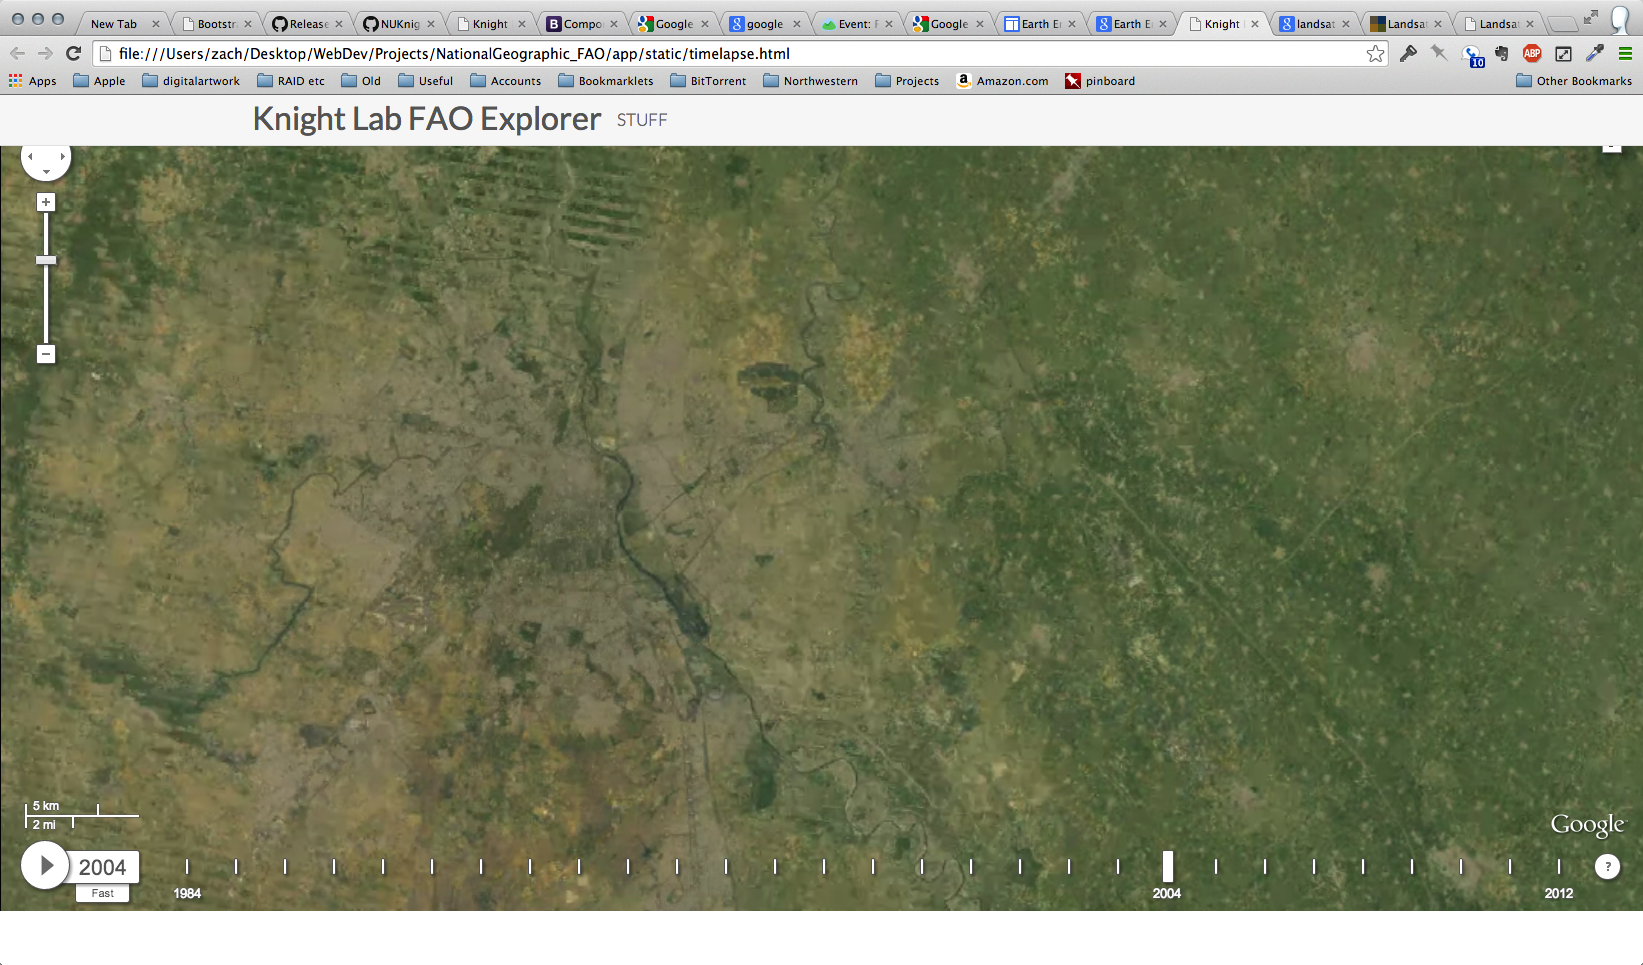 New Tab Bootstr Release NUKnig Knight Compo Google google Event: F Google Earth En Earth En Knight landsat Landsat Landsat
file:///Users/zach/Desktop/WebDev/Projects/NationalGeographic_FAO/app/static/timelapse.html
10 ABP
Apps Apple digitalartwork RAID etc Old Useful Accounts Bookmarklets BitTorrent Northwestern Projects Amazon.com pinboard Other Bookmarks
Knight Lab FAO Explorer STUFF
+
−
5 km
2 mi
Google
2004
Fast
1984 2004 2012
?